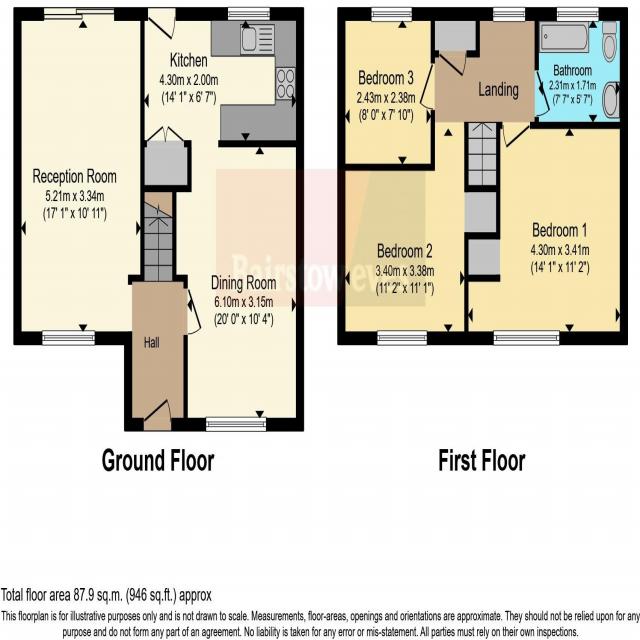 Kitchen
4.30m x 2.00m
(14' 1" x 6' 7")
Reception Room
5.21m x 3.34m
(17' 1" x 10' 11")
Dining Room
6.10m x 3.15m
(20' 0" x 10' 4")
Hall
Ground Floor
Bedroom 3
2.43m x 2.38m
(8' 0" x 7' 10")
Landing
Bathroom
2.31m x 1.71m
(7' 7" x 5' 7")
Bedroom 2
3.40m x 3.38m
(11' 2" x 11' 1")
Bedroom 1
4.30m x 3.41m
(14' 1" x 11' 2")
First Floor
Total floor area 87.9 sq.m. (946 sq.ft.) approx
This floorplan is for illustrative purposes only and is not drawn to scale. Measurements, floor-areas, openings and orientations are approximate. They should not be relied upon for any
purpose and do not form any part of an agreement. No liability is taken for any error or mis-statement. All parties must rely on their own inspections.